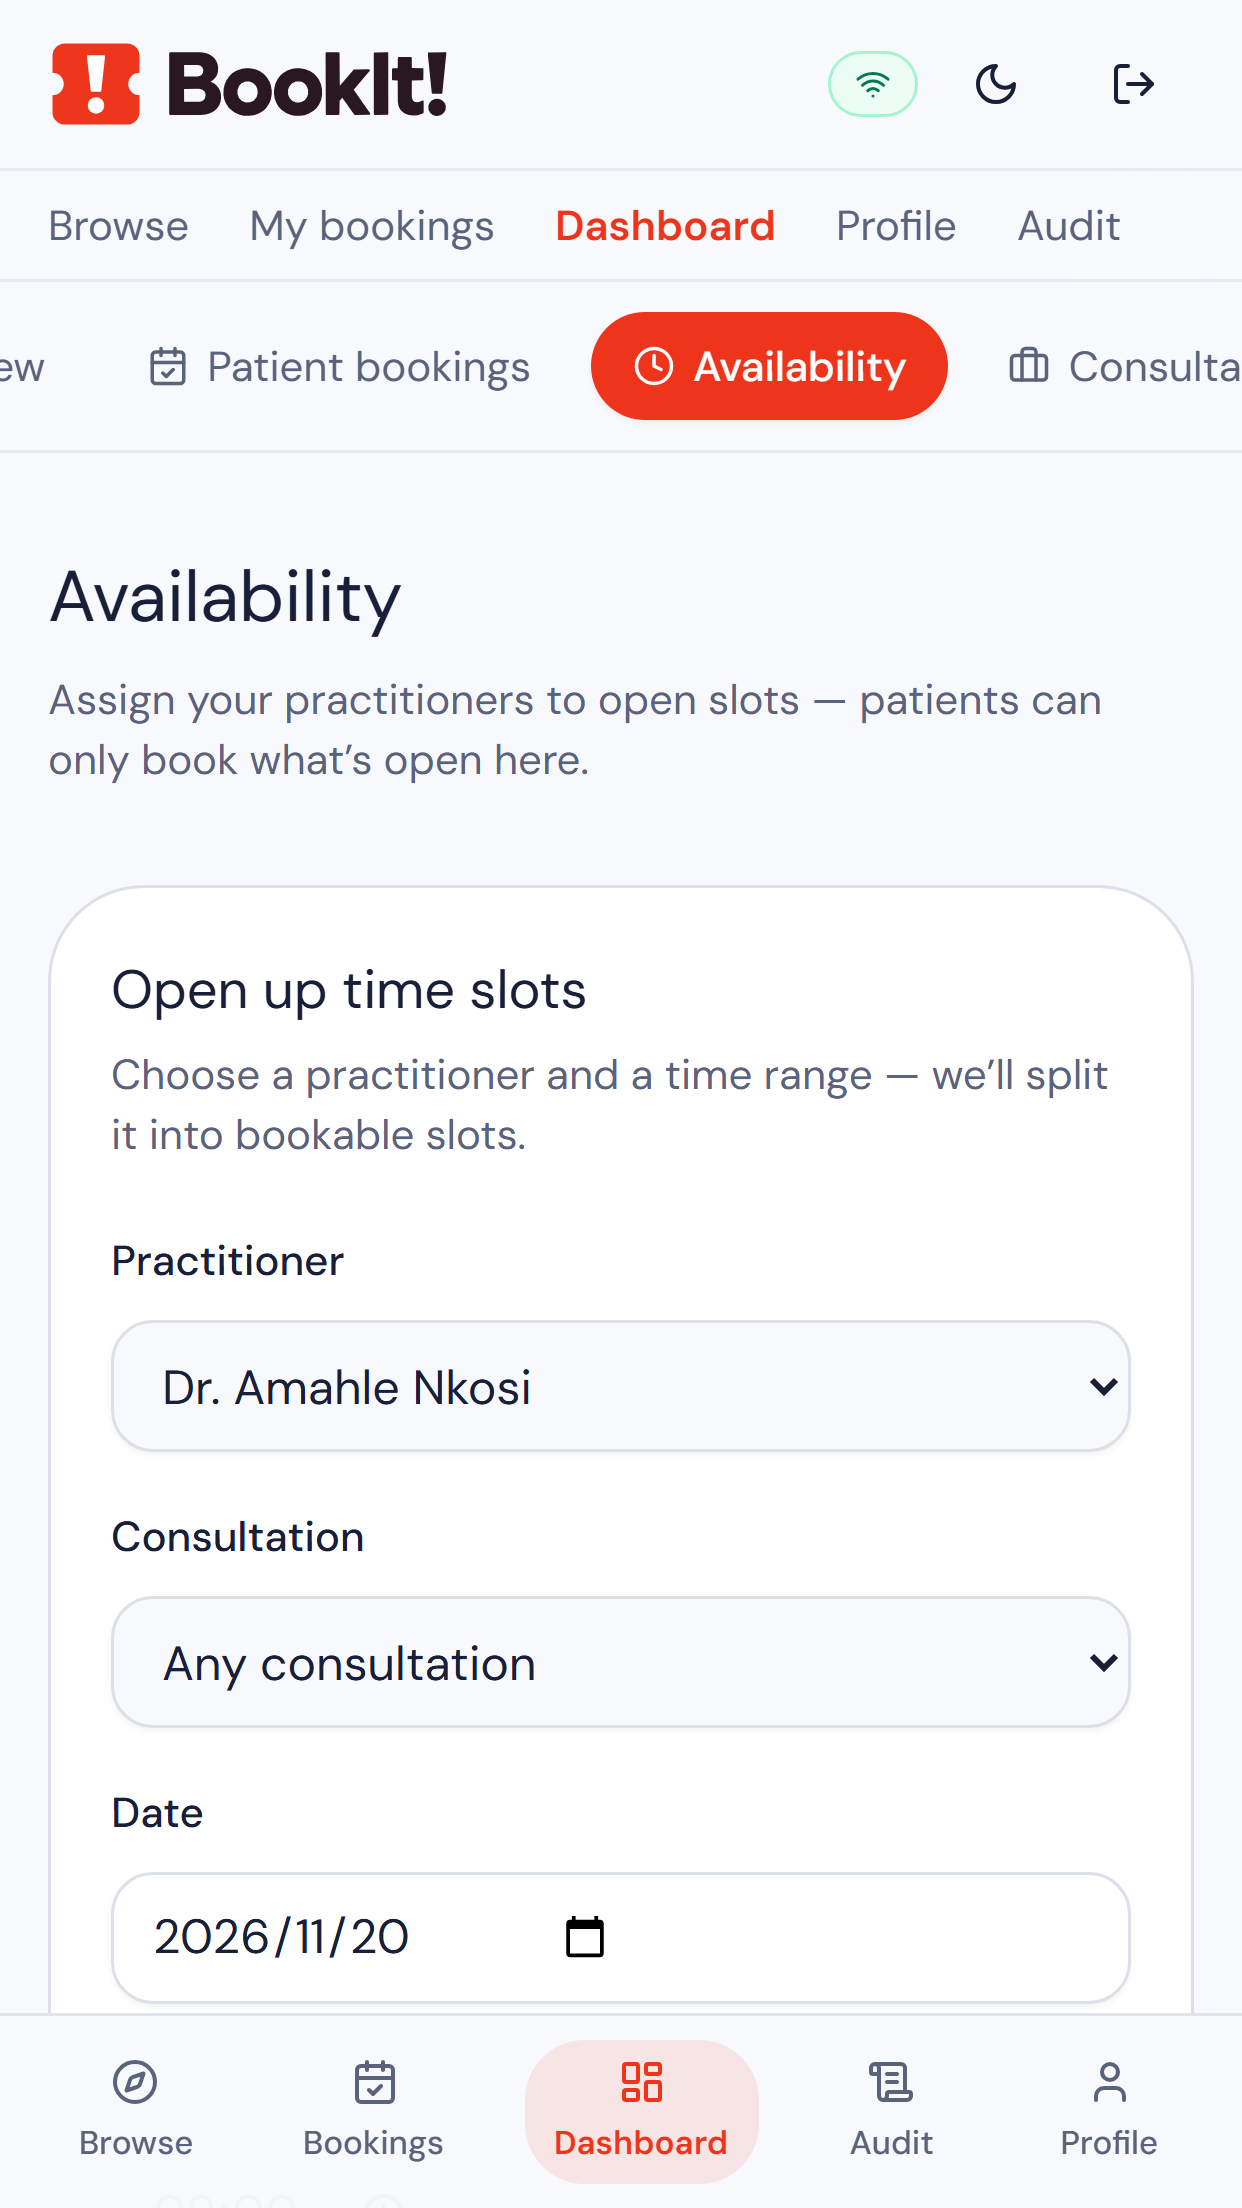 BookIt!
Browse My bookings Dashboard Profile Audit
ew Patient bookings Availability Consulta
Availability
Assign your practitioners to open slots — patients can
only book what’s open here.
Open up time slots
Choose a practitioner and a time range — we’ll split
it into bookable slots.
Practitioner
Dr. Amahle Nkosi
Consultation
Any consultation
Date
2026/11/20
Browse Bookings Dashboard Audit Profile